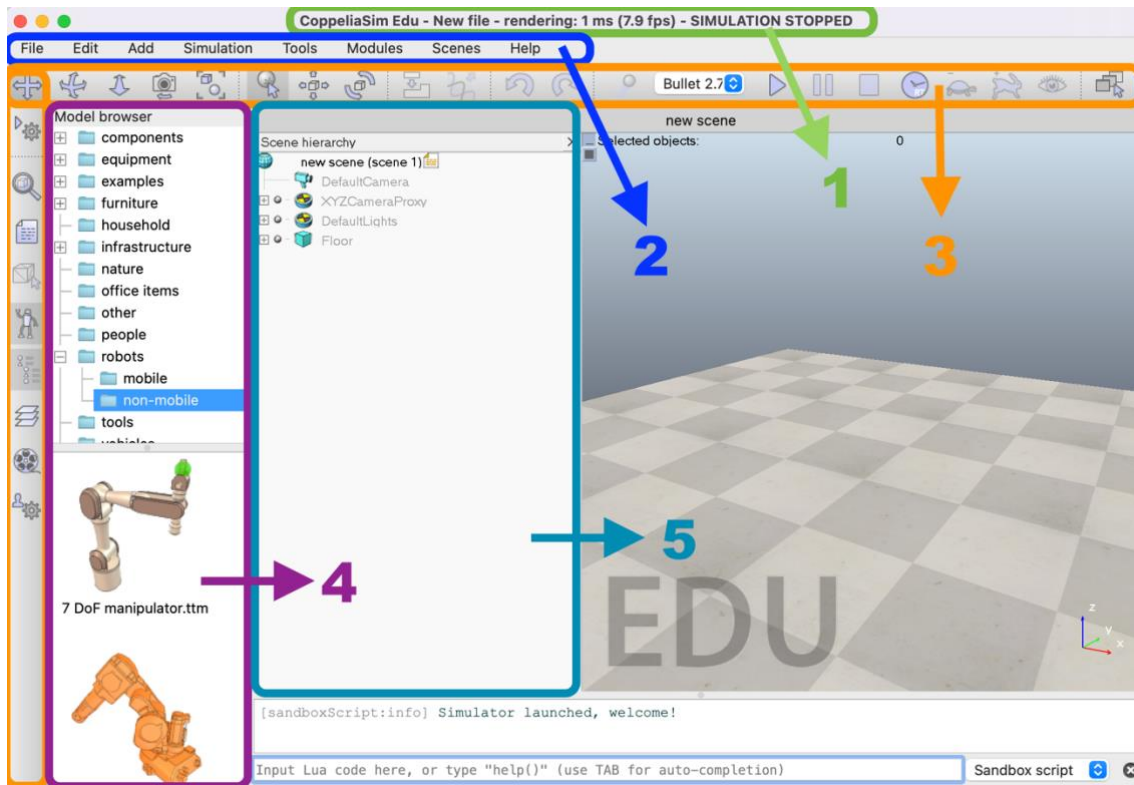 CoppeliaSim Edu - New file - rendering: 1 ms (7.9 fps) - SIMULATION STOPPED
File Edit Add Simulation Tools Modules Scenes Help
Bullet 2.7
Model browser
components
equipment
examples
furniture
household
infrastructure
nature
office items
other
people
robots
mobile
non-mobile
tools
vehicles
7 DoF manipulator.ttm
Scene hierarchy
new scene (scene 1)
DefaultCamera
XYZCameraProxy
DefaultLights
Floor
new scene
Selected objects: 0
1
2
3
4
5
EDU
z
y
x
[sandboxScript:info] Simulator launched, welcome!
Input Lua code here, or type "help()" (use TAB for auto-completion)
Sandbox script